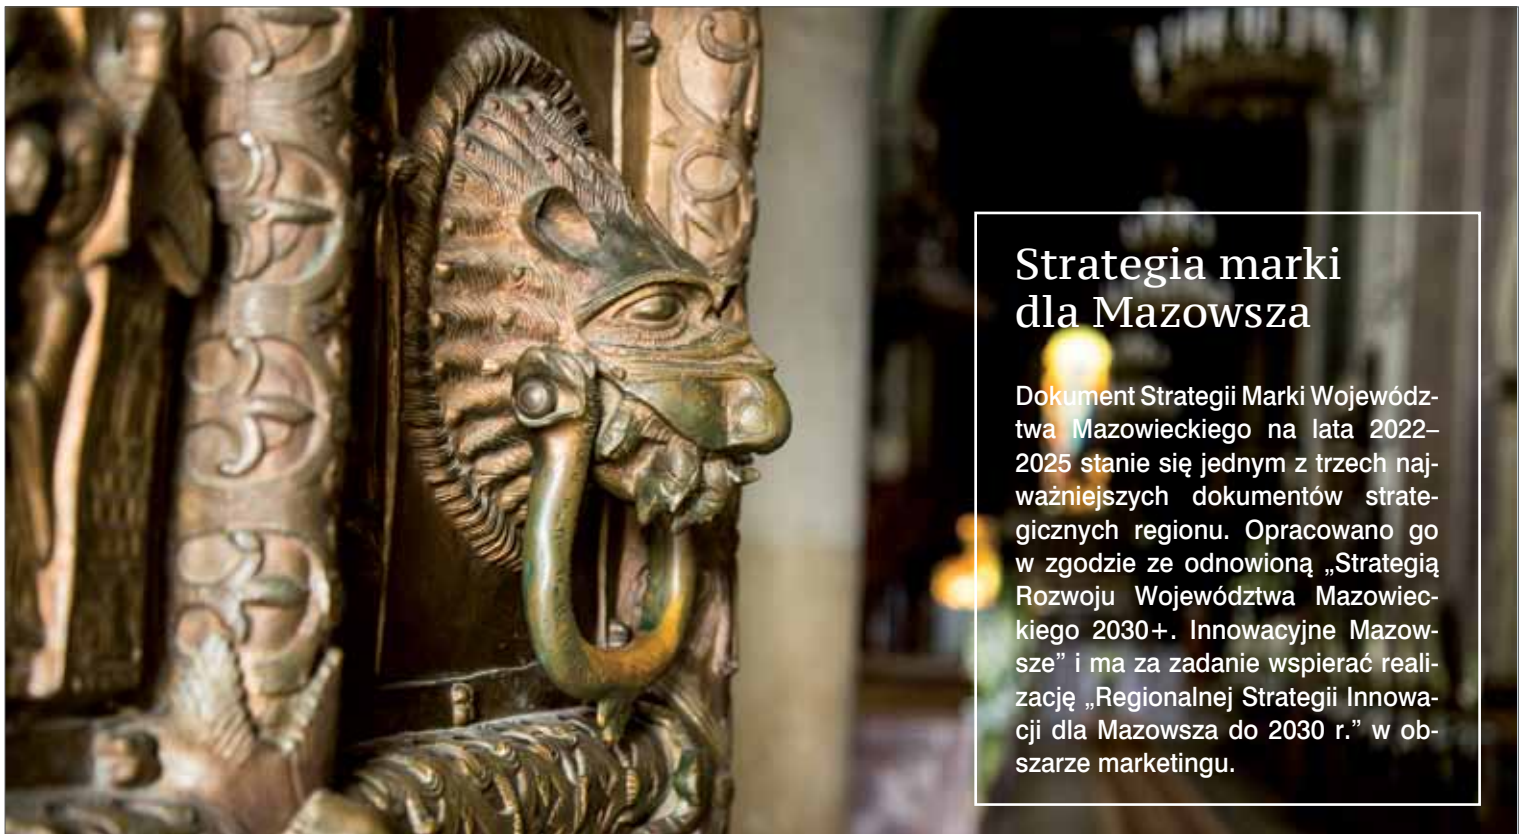 Strategia marki
dla Mazowsza
Dokument Strategii Marki Wojewódz-
twa Mazowieckiego na lata 2022–
2025 stanie się jednym z trzech naj-
ważniejszych dokumentów strate-
gicznych regionu. Opracowano go
w zgodzie ze odnowioną „Strategią
Rozwoju Województwa Mazowiec-
kiego 2030+. Innowacyjne Mazow-
sze” i ma za zadanie wspierać reali-
zację „Regionalnej Strategii Innowa-
cji dla Mazowsza do 2030 r.” w ob-
szarze marketingu.